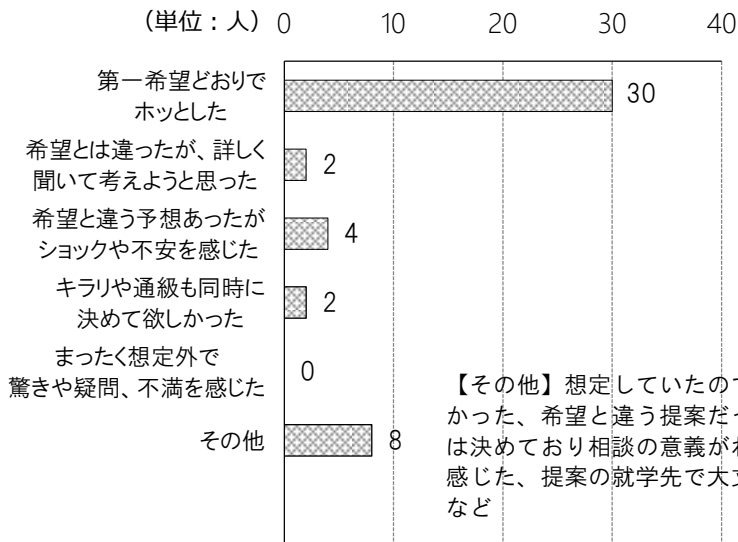 (単位：人) 0 10 20 30 40
第一希望どおりで
ホッとした
30
希望とは違ったが、詳しく
聞いて考えようと思った
2
希望と違う予想あったが
ショックや不安を感じた
4
キラリや通級も同時に
決めて欲しかった
2
まったく想定外で
驚きや疑問、不満を感じた
0
その他
8
【その他】想定していたので
かった、希望と違う提案だっ
は決めており相談の意義が
感じた、提案の就学先で大
など